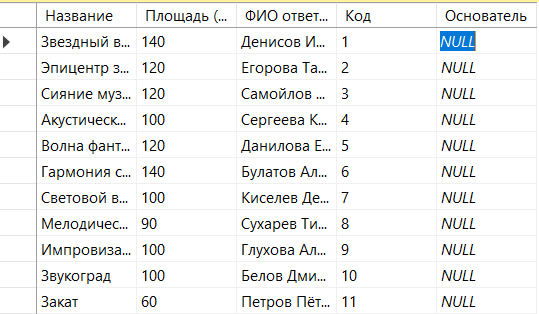 Название Площадь (... ФИО ответ... Код Основатель
Звездный в... 140 Денисов И... 1 NULL
Эпицентр з... 120 Егорова Та... 2 NULL
Сияние муз... 120 Самойлов ... 3 NULL
Акустическ... 100 Сергеева К... 4 NULL
Волна фант... 120 Данилова Е... 5 NULL
Гармония с... 140 Булатов Ал... 6 NULL
Световой в... 100 Киселев Де... 7 NULL
Мелодичес... 90 Сухарев Ти... 8 NULL
Импровиза... 100 Глухова Ал... 9 NULL
Звукоград 100 Белов Дми... 10 NULL
Закат 60 Петров Пёт... 11 NULL